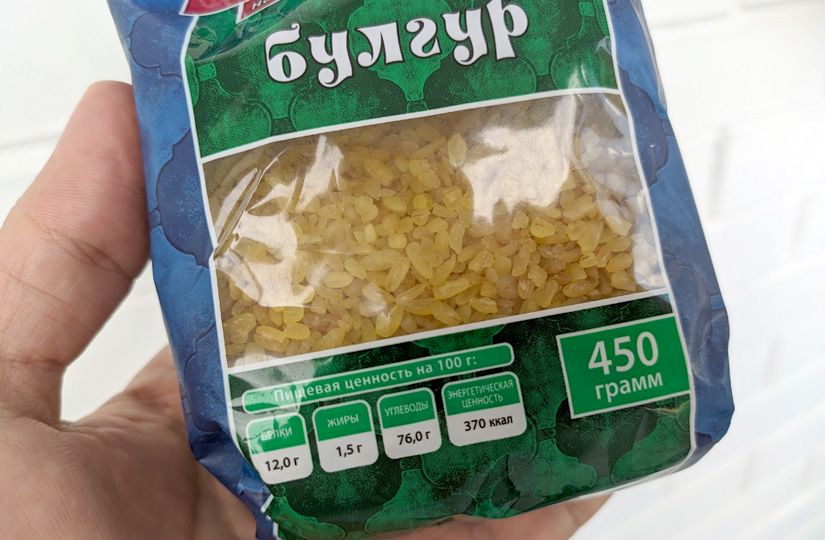 булгур
450
грамм
Пищевая ценность на 100 г:
БЕЛКИ
12,0 г
ЖИРЫ
1,5 г
УГЛЕВОДЫ
76,0 г
ЭНЕРГЕТИЧЕСКАЯ
ЦЕННОСТЬ
370 ккал